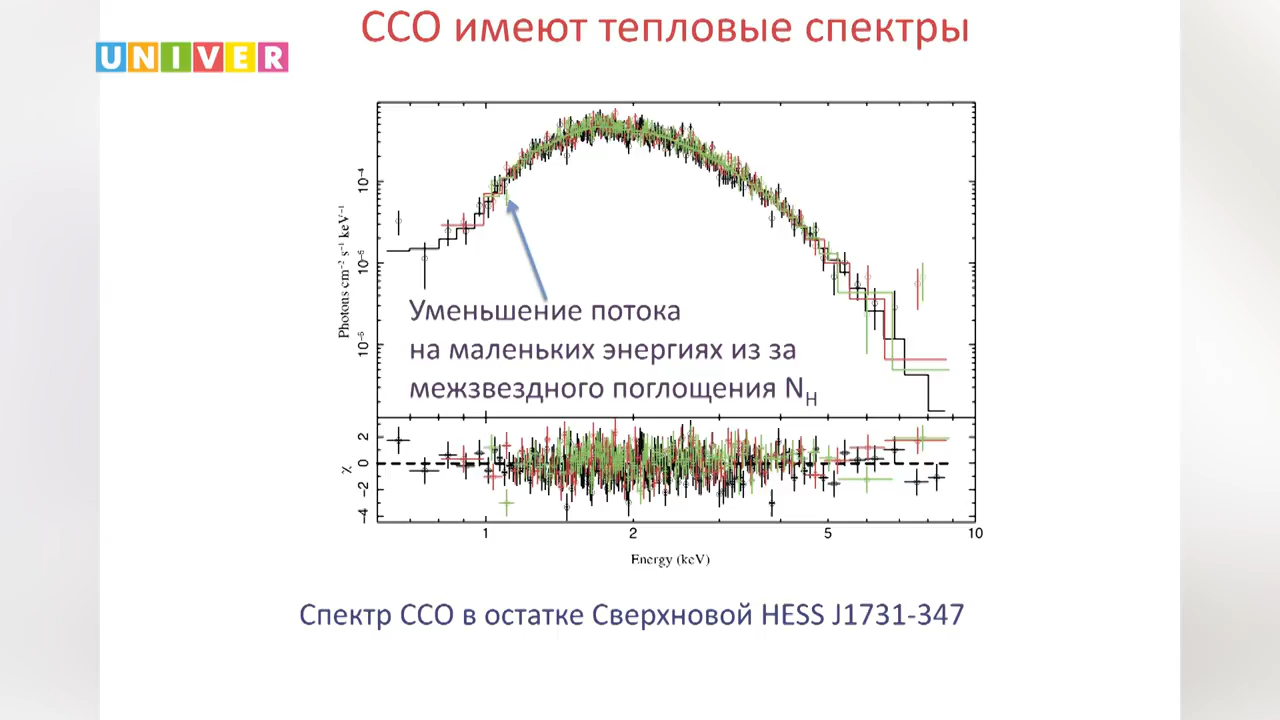 ССО имеют тепловые спектры
UNIVER
10⁻⁴
10⁻⁵
10⁻⁶
Photons cm⁻² s⁻¹ keV⁻¹
Уменьшение потока
на маленьких энергиях из за
межзвездного поглощения N_H
2
0
−2
−4
χ
1 2 5 10
Energy (keV)
Спектр ССО в остатке Сверхновой HESS J1731-347